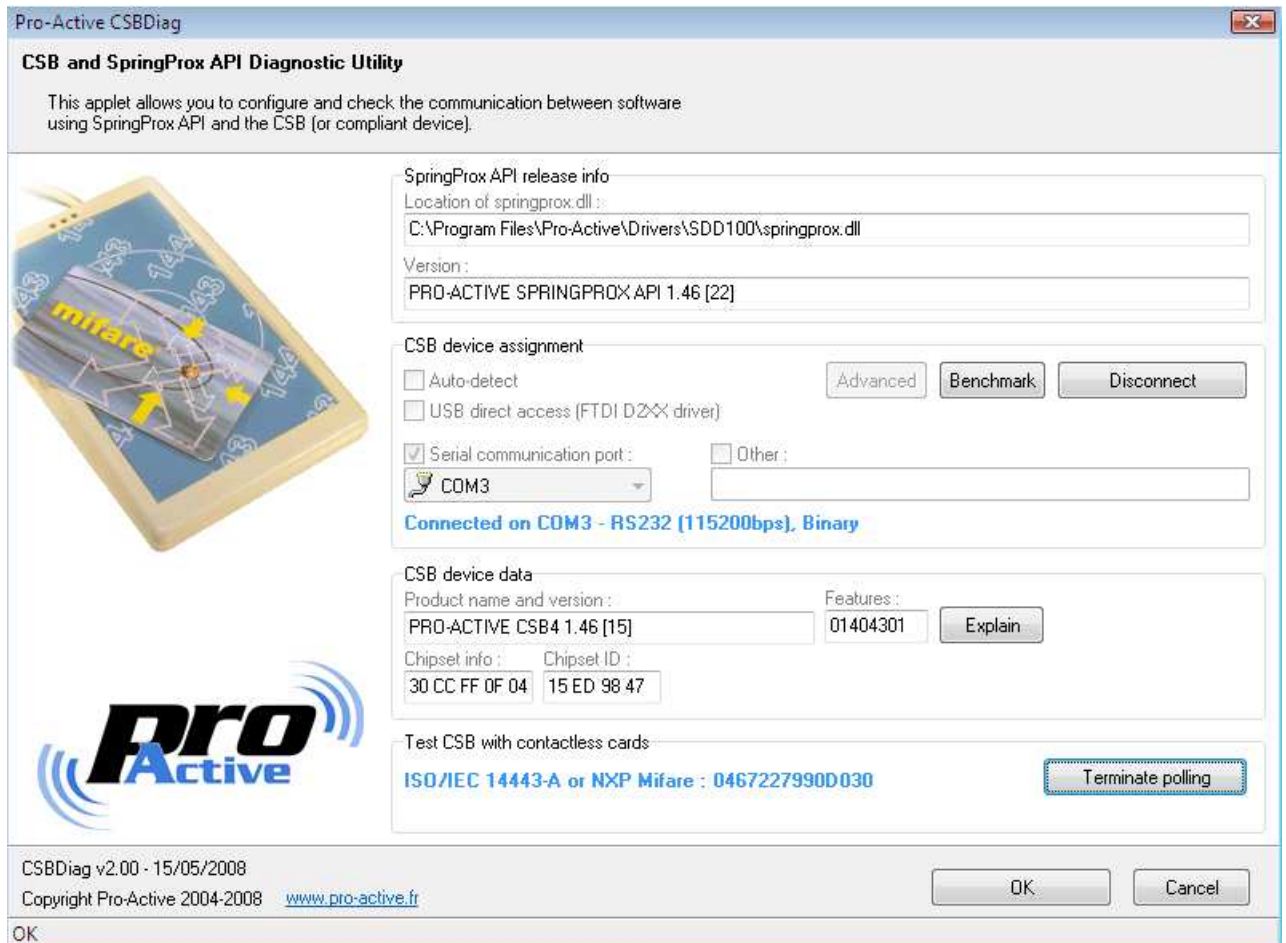 Pro-Active CSBDiag
CSB and SpringProx API Diagnostic Utility
This applet allows you to configure and check the communication between software
using SpringProx API and the CSB (or compliant device).
SpringProx API release info
Location of springprox.dll :
C:\Program Files\Pro-Active\Drivers\SDD100\springprox.dll
Version :
PRO-ACTIVE SPRINGPROX API 1.46 [22]
CSB device assignment
Auto-detect
Advanced
Benchmark
Disconnect
USB direct access (FTDI D2XX driver)
Serial communication port :
Other :
COM3
Connected on COM3 - RS232 (115200bps), Binary
CSB device data
Product name and version :
Features :
PRO-ACTIVE CSB4 1.46 [15]
01404301
Explain
Chipset info :
Chipset ID :
30 CC FF 0F 04
15 ED 98 47
Test CSB with contactless cards
ISO/IEC 14443-A or NXP Mifare : 0467227990D030
Terminate polling
mifare
Pro
Active
CSBDiag v2.00 - 15/05/2008
Copyright Pro-Active 2004-2008 www.pro-active.fr
OK
Cancel
OK